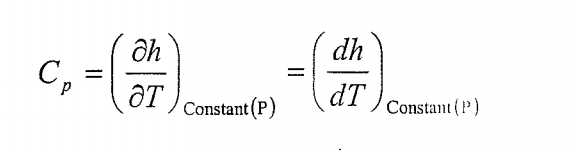 C_p = (∂h/∂T)_Constant(P) = (dh/dT)_Constant(P)